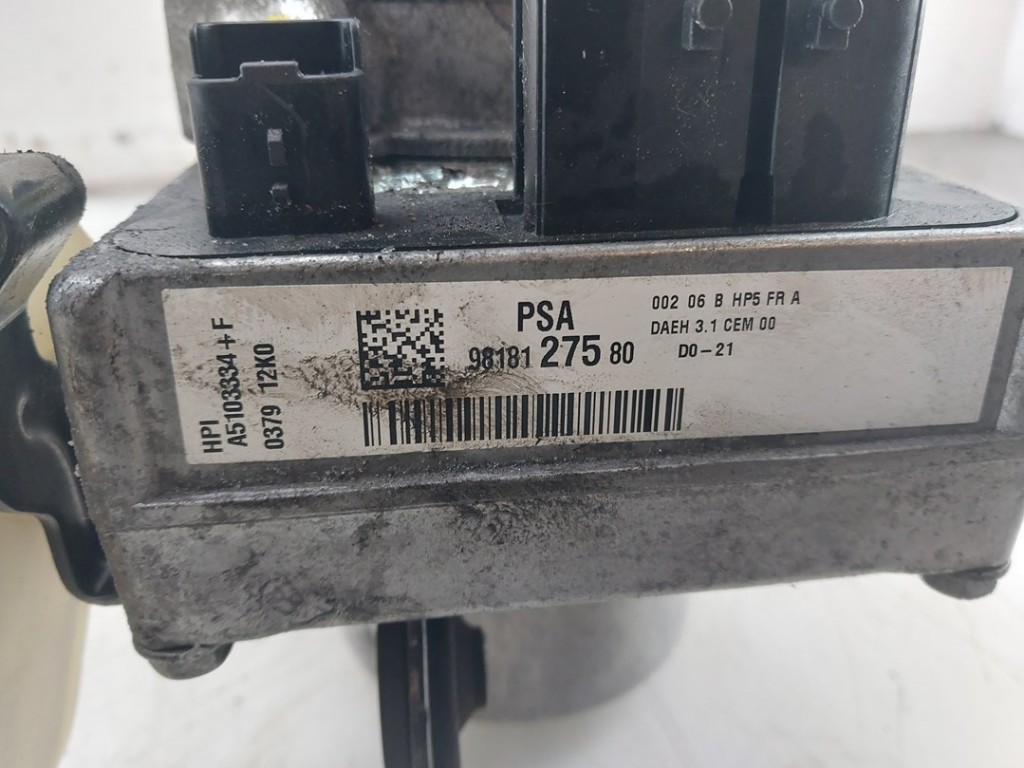 HPI
A5103334+F
0379 12K0
PSA
98181 275 80
002 06 B HP5 FR A
DAEH 3.1 CEM 00
D0-21